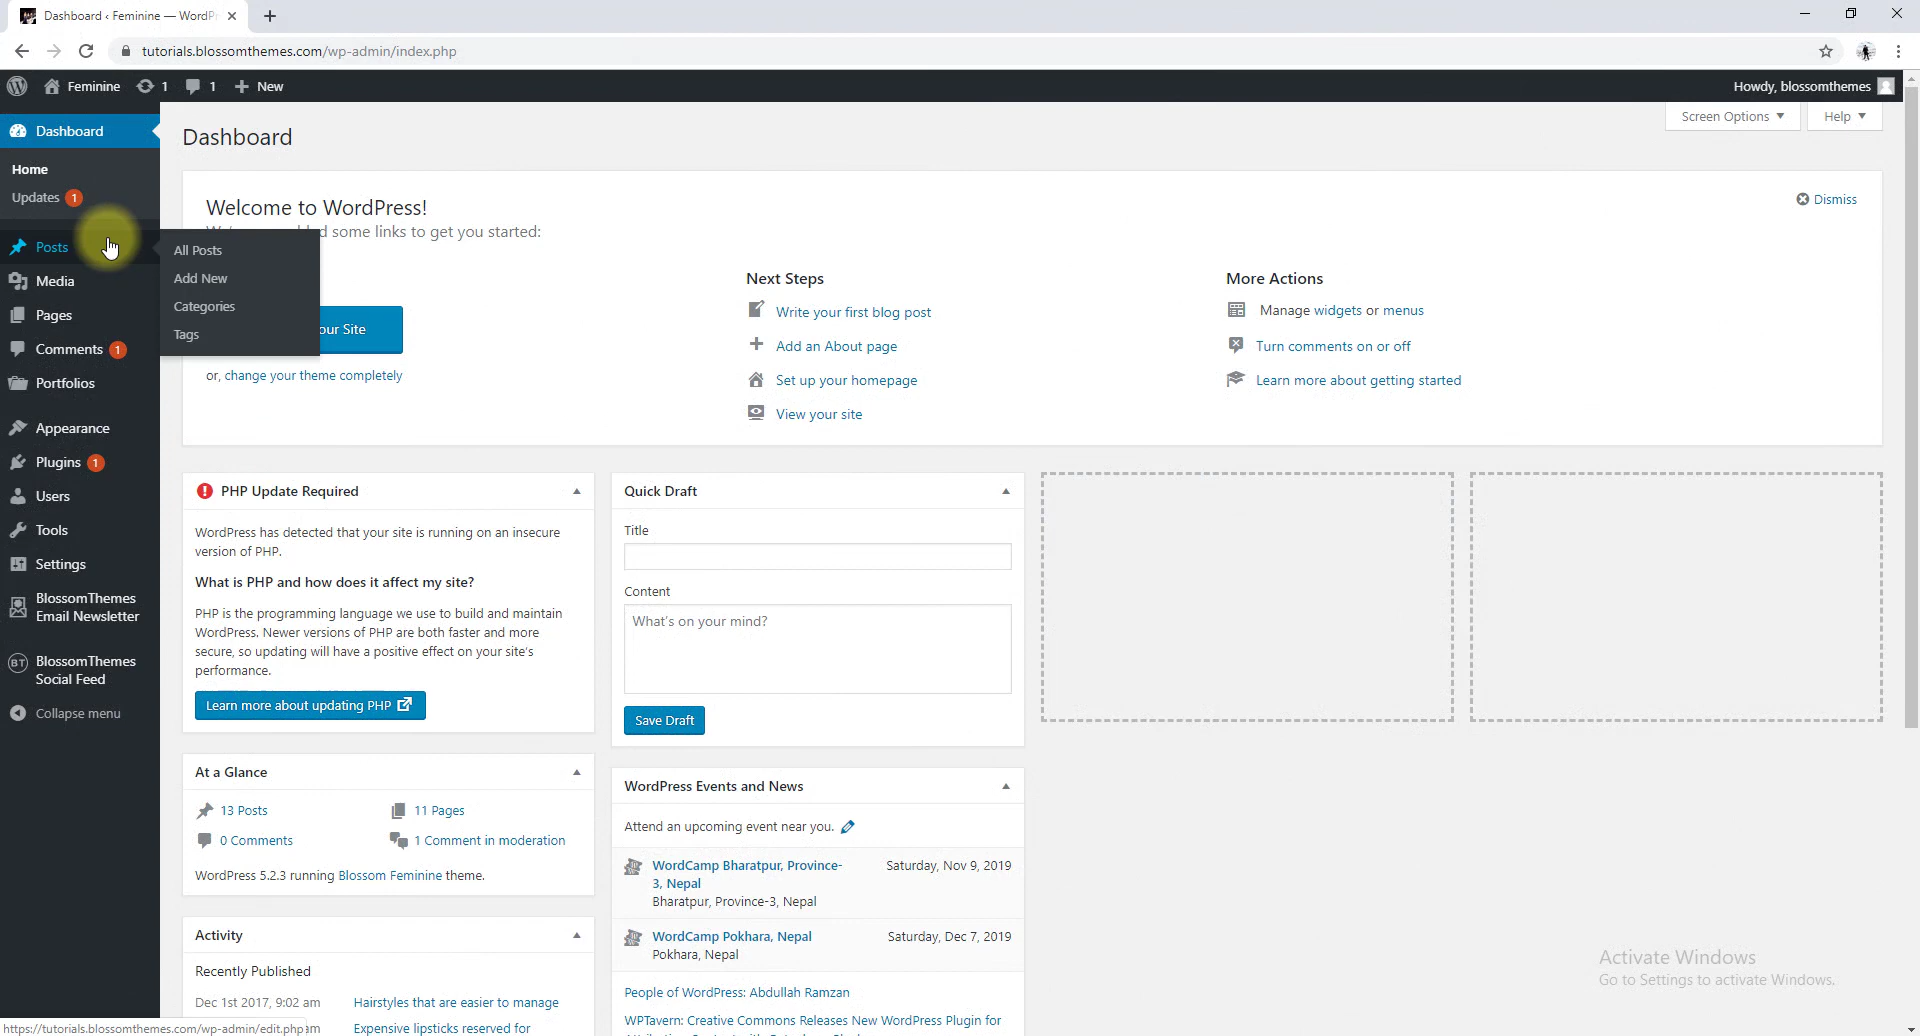 Dashboard ‹ Feminine — WordP
tutorials.blossomthemes.com/wp-admin/index.php
Feminine 1 1 New
Howdy, blossomthemes
Screen Options Help
Dashboard
Home
Updates 1
Posts
Media
Pages
Comments 1
Portfolios
Appearance
Plugins 1
Users
Tools
Settings
BlossomThemes
Email Newsletter
BT BlossomThemes
Social Feed
Collapse menu
All Posts
Add New
Categories
Tags
Dashboard
Welcome to WordPress!
Dismiss
some links to get you started:
our Site
or, change your theme completely
Next Steps
Write your first blog post
Add an About page
Set up your homepage
View your site
More Actions
Manage widgets or menus
Turn comments on or off
Learn more about getting started
PHP Update Required
WordPress has detected that your site is running on an insecure
version of PHP.
What is PHP and how does it affect my site?
PHP is the programming language we use to build and maintain
WordPress. Newer versions of PHP are both faster and more
secure, so updating will have a positive effect on your site's
performance.
Learn more about updating PHP
At a Glance
13 Posts
11 Pages
0 Comments
1 Comment in moderation
WordPress 5.2.3 running Blossom Feminine theme.
Activity
Recently Published
Dec 1st 2017, 9:02 am Hairstyles that are easier to manage
Expensive lipsticks reserved for
Quick Draft
Title
Content
What's on your mind?
Save Draft
WordPress Events and News
Attend an upcoming event near you.
WordCamp Bharatpur, Province-
3, Nepal
Bharatpur, Province-3, Nepal
Saturday, Nov 9, 2019
WordCamp Pokhara, Nepal
Pokhara, Nepal
Saturday, Dec 7, 2019
People of WordPress: Abdullah Ramzan
WPTavern: Creative Commons Releases New WordPress Plugin for
Activate Windows
Go to Settings to activate Windows.
https://tutorials.blossomthemes.com/wp-admin/edit.php